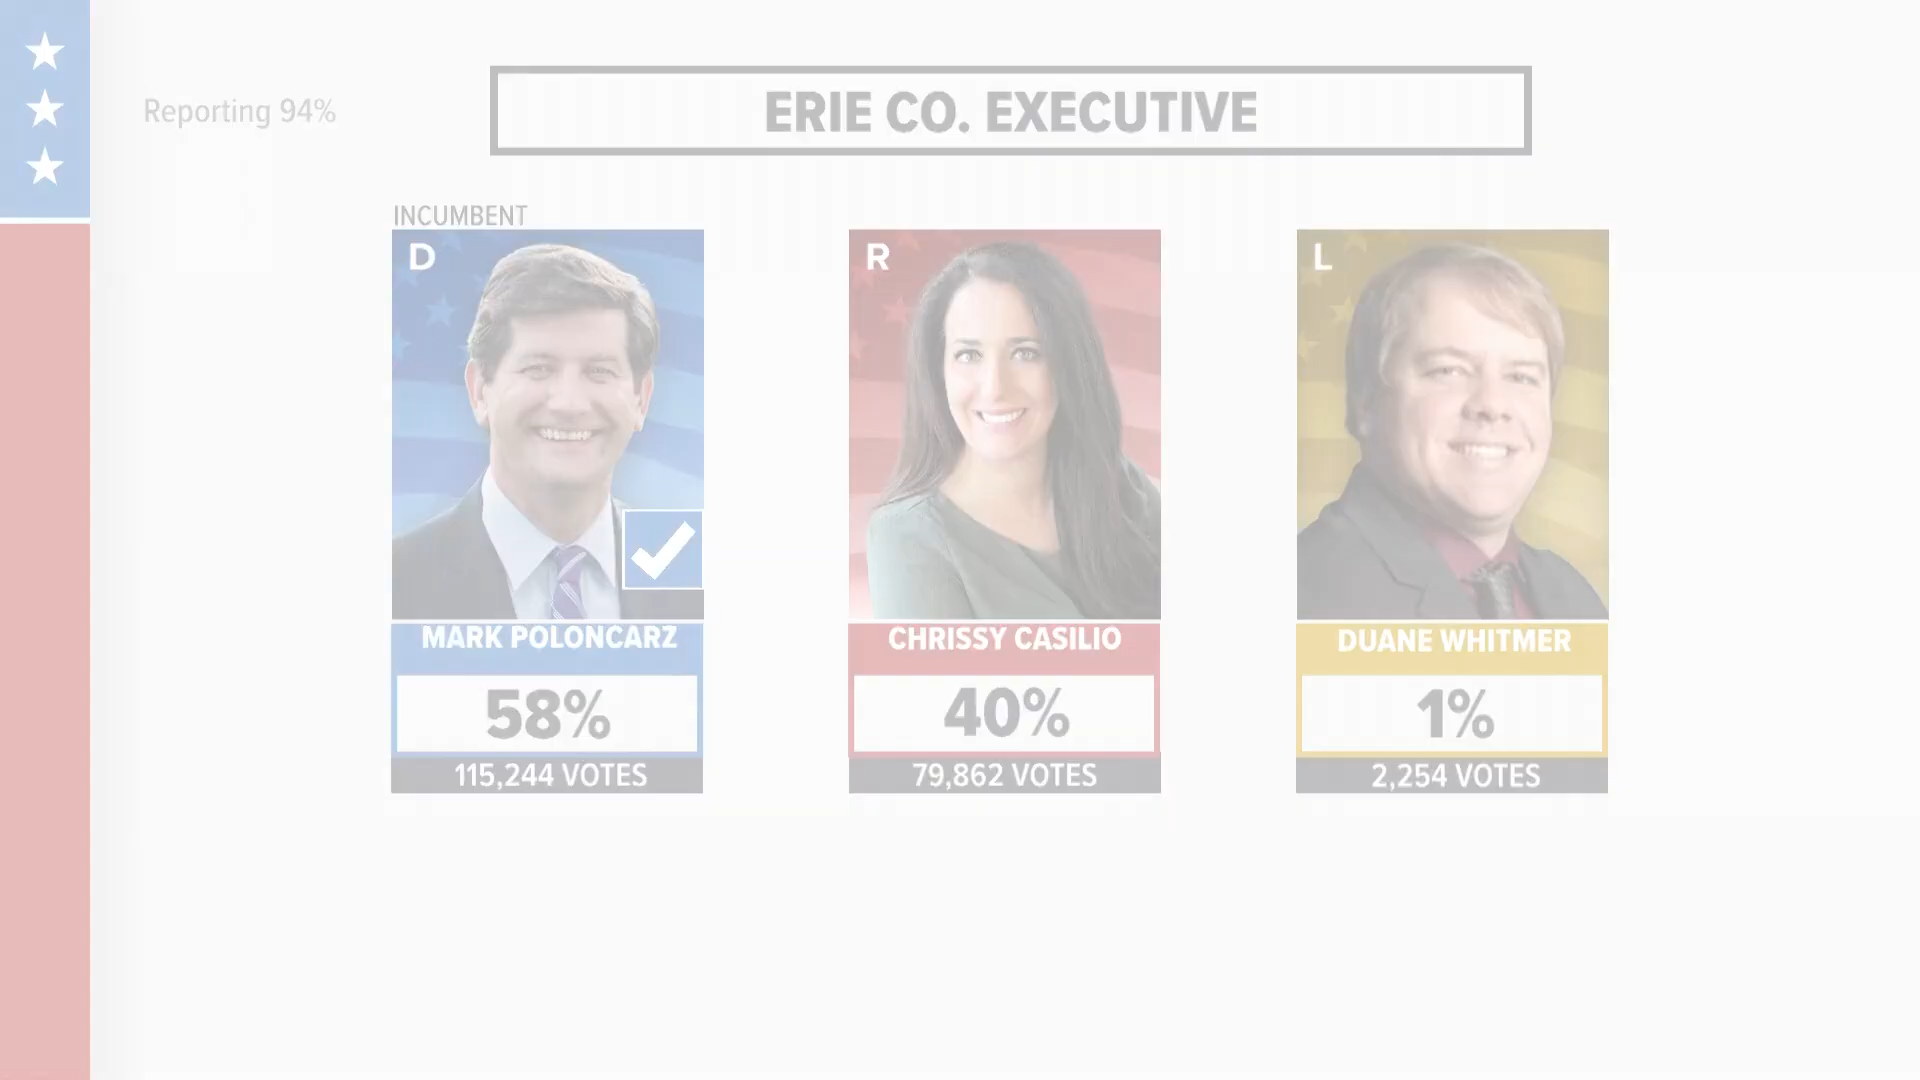 Reporting 94%
ERIE CO. EXECUTIVE
INCUMBENT
D
MARK POLONCARZ
58%
115,244 VOTES
R
CHRISSY CASILIO
40%
79,862 VOTES
L
DUANE WHITMER
1%
2,254 VOTES